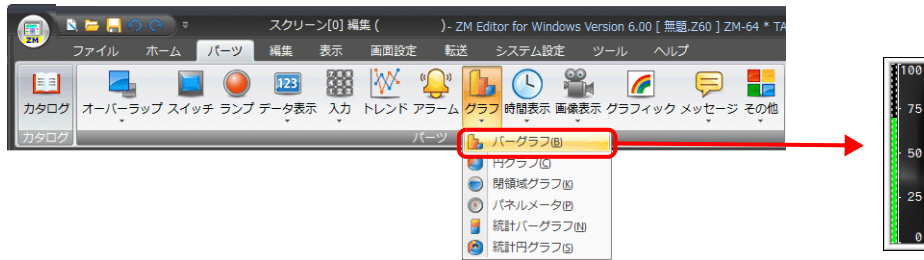 スクリーン[0] 編集 ( )- ZM Editor for Windows Version 6.00 [ 無題.Z60 ] ZM-64 * TA
ZM
ファイル ホーム パーツ 編集 表示 画面設定 転送 システム設定 ツール ヘルプ
123
カタログ オーバーラップ スイッチ ランプ データ表示 入力 トレンド アラーム グラフ 時間表示 画像表示 グラフィック メッセージ その他
カタログ パーツ
バーグラフ(B)
円グラフ(C)
閉領域グラフ(K)
パネルメータ(P)
統計バーグラフ(N)
統計円グラフ(S)
100
75
50
25
0